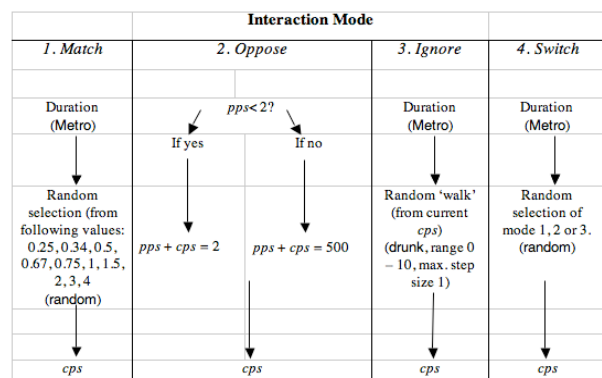 Interaction Mode
1. Match
2. Oppose
3. Ignore
4. Switch
Duration
(Metro)
Random
selection (from
following values:
0.25, 0.34, 0.5,
0.67, 0.75, 1, 1.5,
2, 3, 4
(random)
cps
pps< 2?
If yes
If no
pps + cps = 2
pps + cps = 500
cps
Duration
(Metro)
Random ‘walk’
(from current
cps)
(drunk, range 0
– 10, max. step
size 1)
cps
Duration
(Metro)
Random
selection of
mode 1, 2 or 3.
(random)
cps